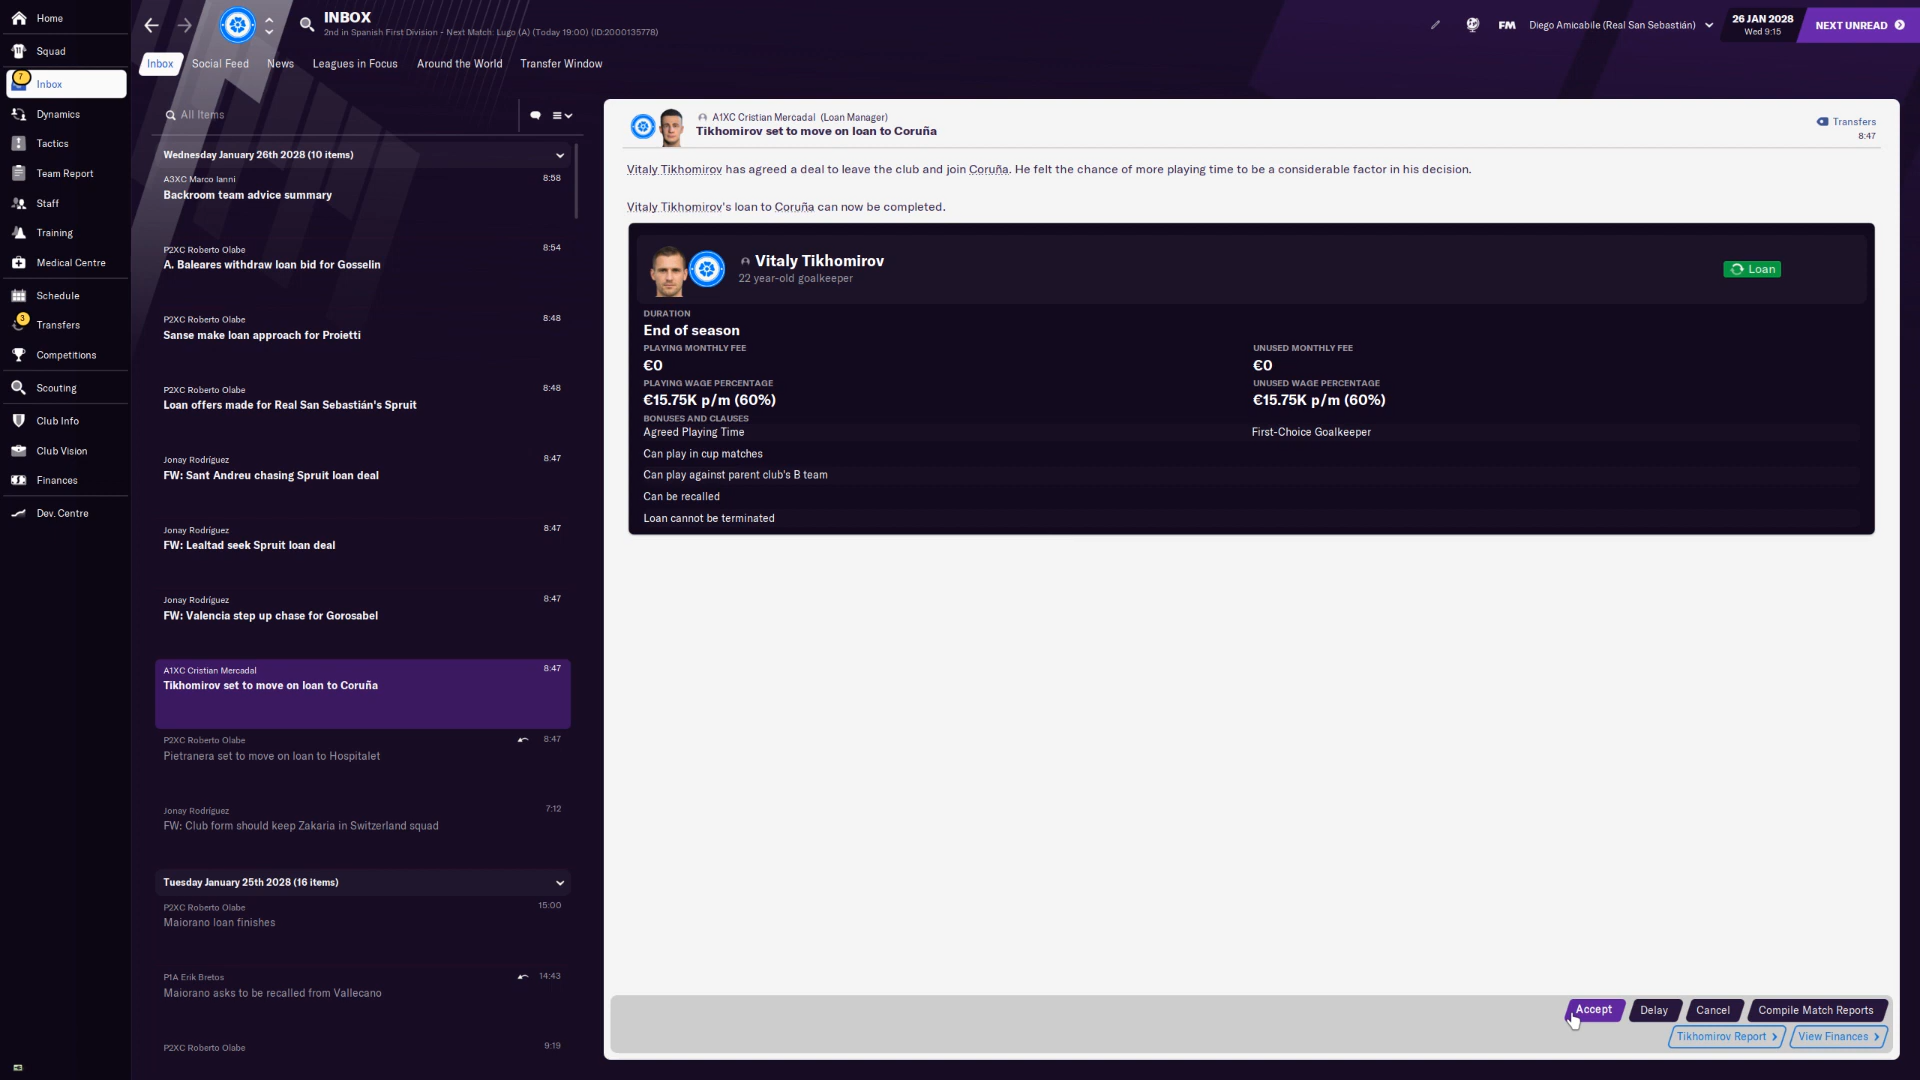 Home
Squad
7
Inbox
Dynamics
Tactics
Team Report
Staff
Training
Medical Centre
Schedule
3
Transfers
Competitions
Scouting
Club Info
Club Vision
Finances
Dev. Centre
INBOX
2nd in Spanish First Division - Next Match: Lugo (A) (Today 19:00) (ID:2000135778)
FM
Diego Amicabile (Real San Sebastián)
26 JAN 2028
Wed 9:15
NEXT UNREAD
Inbox
Social Feed
News
Leagues in Focus
Around the World
Transfer Window
All Items
Wednesday January 26th 2028 (10 items)
A3XC Marco Ianni 8:58
Backroom team advice summary
P2XC Roberto Olabe 8:54
A. Baleares withdraw loan bid for Gosselin
P2XC Roberto Olabe 8:48
Sanse make loan approach for Proietti
P2XC Roberto Olabe 8:48
Loan offers made for Real San Sebastián's Spruit
Jonay Rodríguez 8:47
FW: Sant Andreu chasing Spruit loan deal
Jonay Rodríguez 8:47
FW: Lealtad seek Spruit loan deal
Jonay Rodríguez 8:47
FW: Valencia step up chase for Gorosabel
A1XC Cristian Mercadal 8:47
Tikhomirov set to move on loan to Coruña
P2XC Roberto Olabe 8:47
Pietranera set to move on loan to Hospitalet
Jonay Rodríguez 7:12
FW: Club form should keep Zakaria in Switzerland squad
Tuesday January 25th 2028 (16 items)
P2XC Roberto Olabe 15:00
Maiorano loan finishes
P1A Erik Bretos 14:43
Maiorano asks to be recalled from Vallecano
P2XC Roberto Olabe 9:19
A1XC Cristian Mercadal (Loan Manager)
Tikhomirov set to move on loan to Coruña
Transfers
8:47
Vitaly Tikhomirov has agreed a deal to leave the club and join Coruña. He felt the chance of more playing time to be a considerable factor in his decision.
Vitaly Tikhomirov's loan to Coruña can now be completed.
Vitaly Tikhomirov
22 year-old goalkeeper
Loan
DURATION
End of season
PLAYING MONTHLY FEE UNUSED MONTHLY FEE
€0 €0
PLAYING WAGE PERCENTAGE UNUSED WAGE PERCENTAGE
€15.75K p/m (60%) €15.75K p/m (60%)
BONUSES AND CLAUSES
Agreed Playing Time First-Choice Goalkeeper
Can play in cup matches
Can play against parent club's B team
Can be recalled
Loan cannot be terminated
Accept
Delay
Cancel
Compile Match Reports
Tikhomirov Report
View Finances